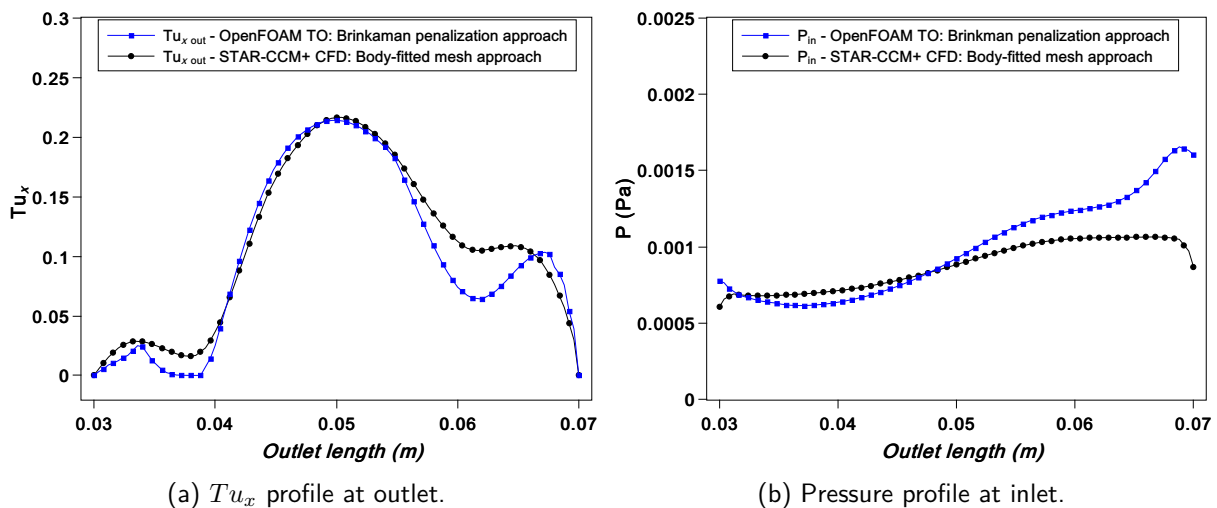 0.3
0.25
0.2
0.15
0.1
0.05
0
Tuₓ
Tuₓ out - OpenFOAM TO: Brinkaman penalization approach
Tuₓ out - STAR-CCM+ CFD: Body-fitted mesh approach
0.03 0.04 0.05 0.06 0.07
Outlet length (m)
(a) Tuₓ profile at outlet.
0.0025
0.002
0.0015
0.001
0.0005
0
P (Pa)
P in - OpenFOAM TO: Brinkman penalization approach
P in - STAR-CCM+ CFD: Body-fitted mesh approach
0.03 0.04 0.05 0.06 0.07
Outlet length (m)
(b) Pressure profile at inlet.